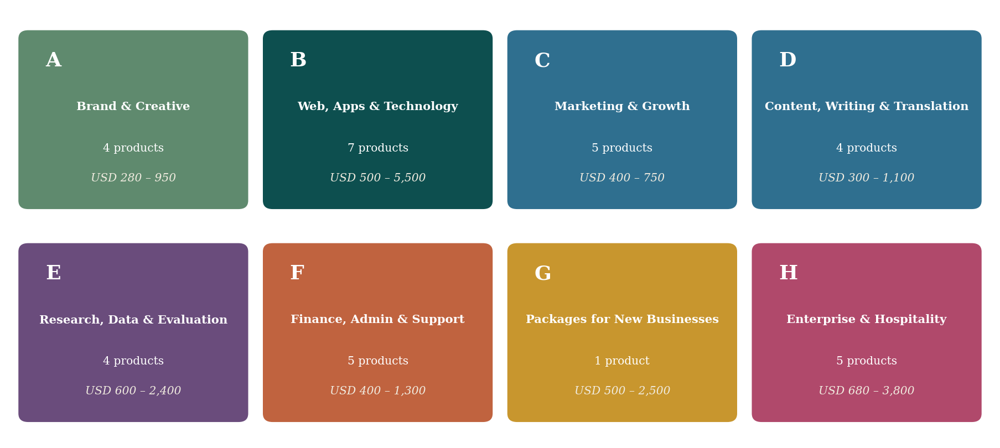 A
Brand & Creative
4 products
USD 280 – 950
B
Web, Apps & Technology
7 products
USD 500 – 5,500
C
Marketing & Growth
5 products
USD 400 – 750
D
Content, Writing & Translation
4 products
USD 300 – 1,100
E
Research, Data & Evaluation
4 products
USD 600 – 2,400
F
Finance, Admin & Support
5 products
USD 400 – 1,300
G
Packages for New Businesses
1 product
USD 500 – 2,500
H
Enterprise & Hospitality
5 products
USD 680 – 3,800